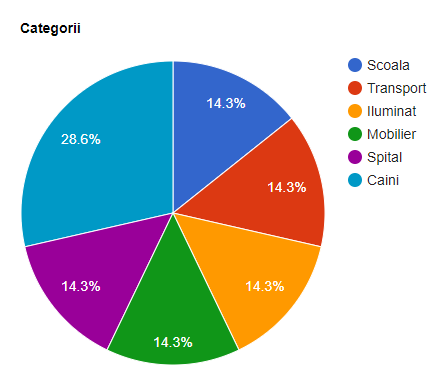 Categorii
Scoala
Transport
Iluminat
Mobilier
Spital
Caini
14.3%
28.6%
14.3%
14.3%
14.3%
14.3%